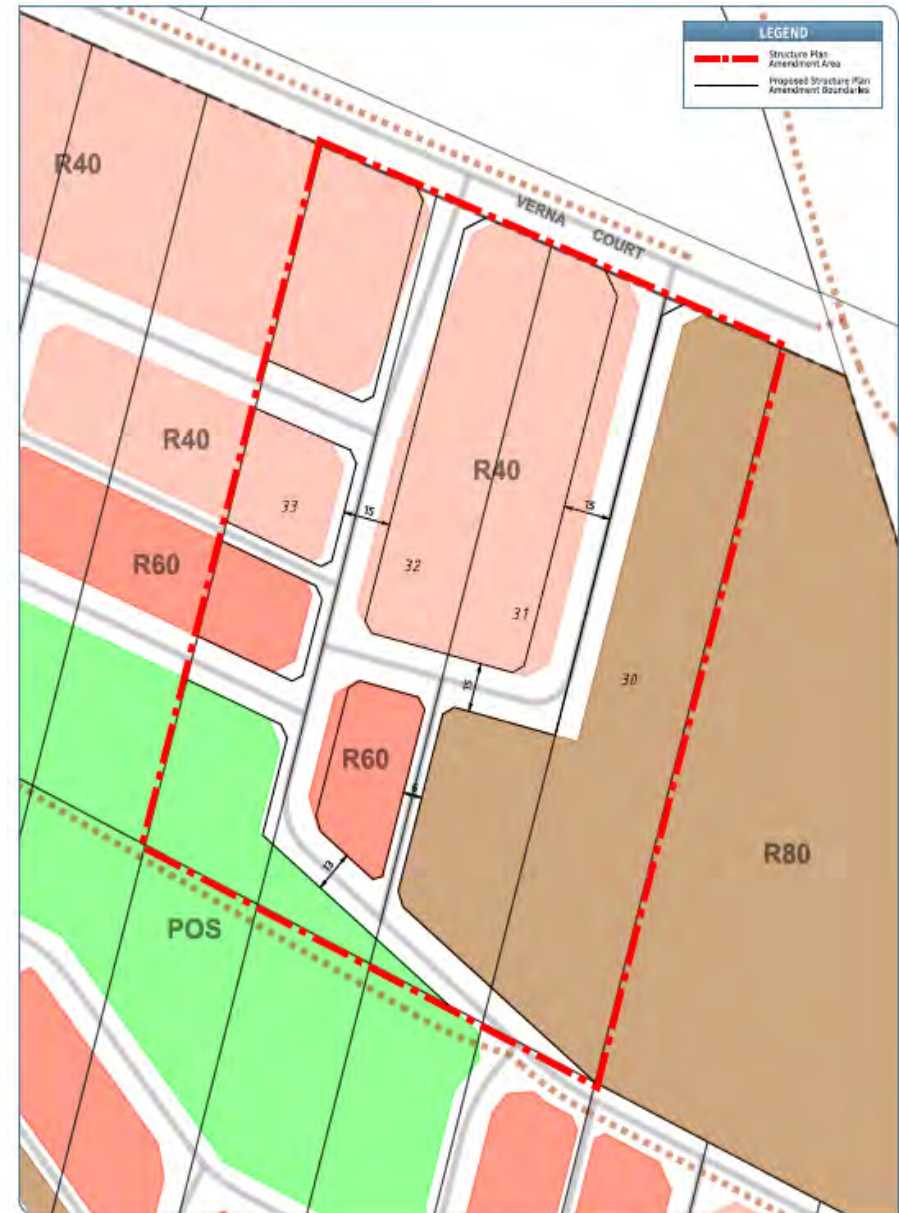 LEGEND
Structure Plan
Amendment Area
Proposed Structure Plan
Amendment Boundaries
R40
VERNA
COURT
R40
R40
33
15
15
R60
32
31
15
30
R60
6
R80
13
POS